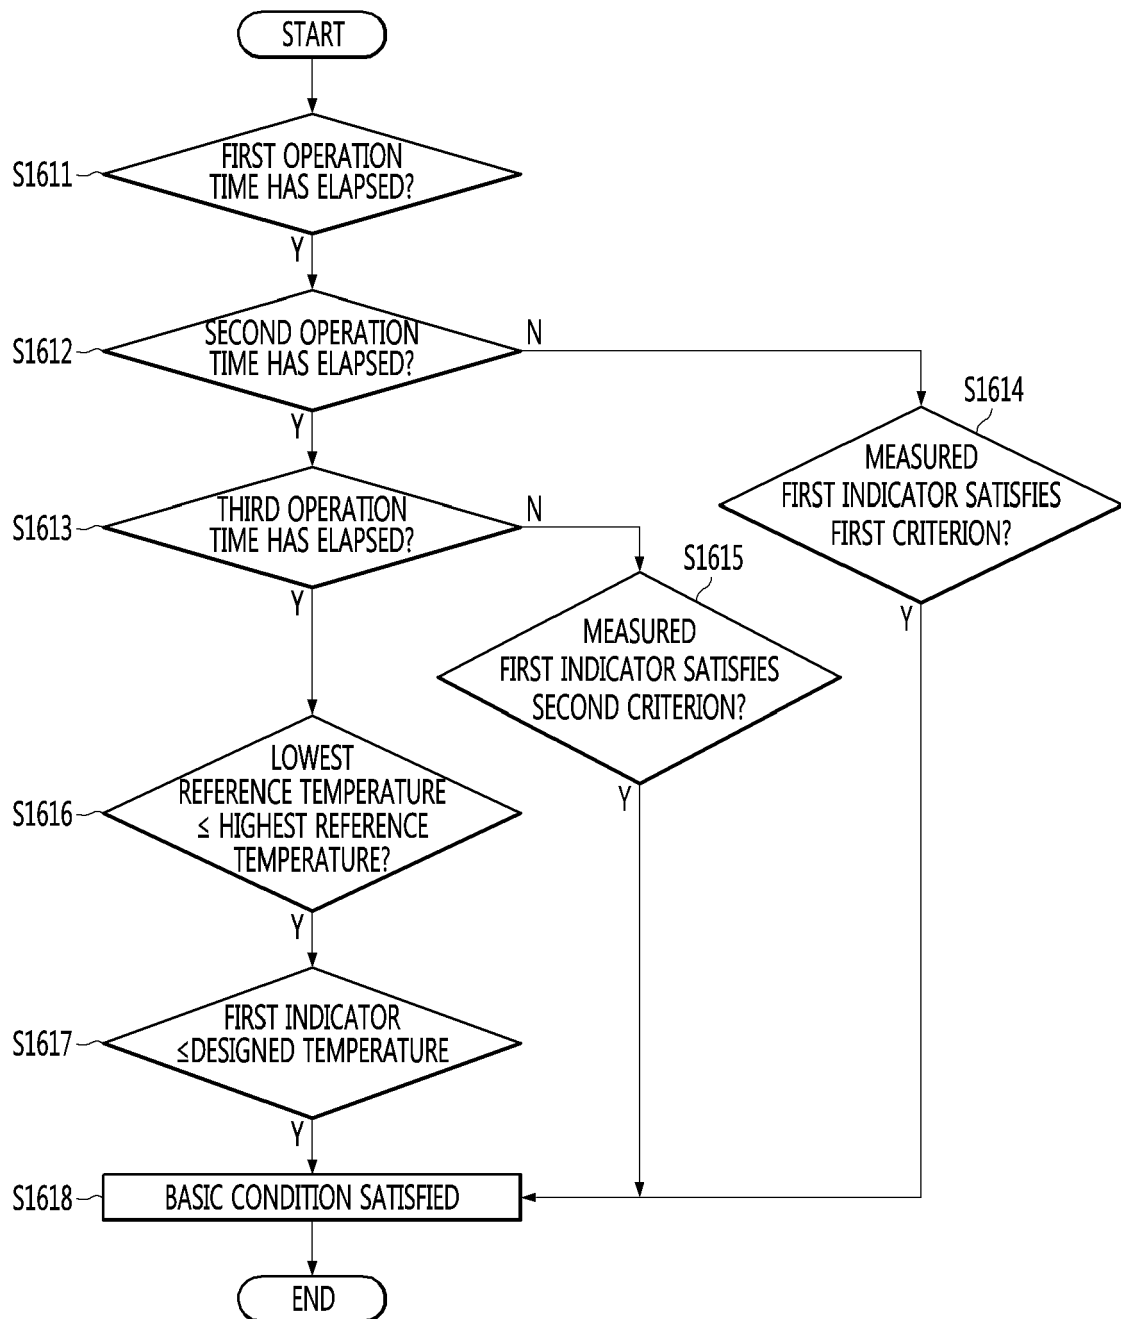 START
S1611
FIRST OPERATION
TIME HAS ELAPSED?
Y
S1612
SECOND OPERATION
TIME HAS ELAPSED?
N
Y
S1614
MEASURED
FIRST INDICATOR SATISFIES
FIRST CRITERION?
Y
S1613
THIRD OPERATION
TIME HAS ELAPSED?
N
Y
S1615
MEASURED
FIRST INDICATOR SATISFIES
SECOND CRITERION?
Y
S1616
LOWEST
REFERENCE TEMPERATURE
≤ HIGHEST REFERENCE
TEMPERATURE?
Y
S1617
FIRST INDICATOR
≤DESIGNED TEMPERATURE
Y
S1618
BASIC CONDITION SATISFIED
END